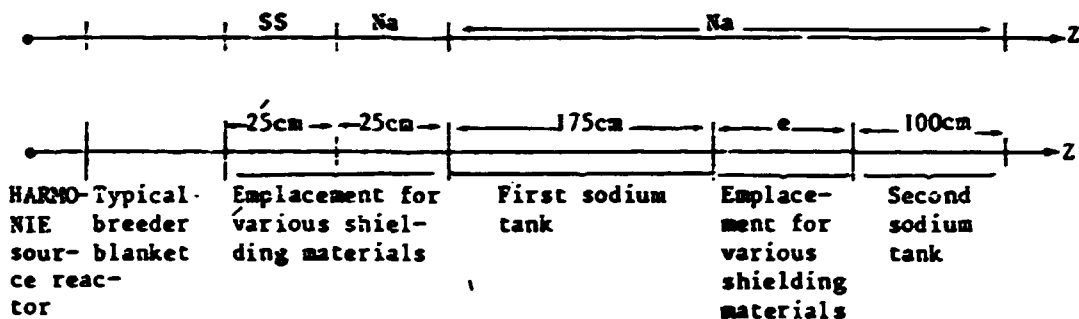 SS Na Na
Z
25cm 25cm 175cm e 100cm
Z
HARMO- Typical Emplacement for First sodium Emplace- Second
NIE breeder various shiel- tank ment for sodium
sour- blanket ding materials various tank
ce reac- shielding
tor materials